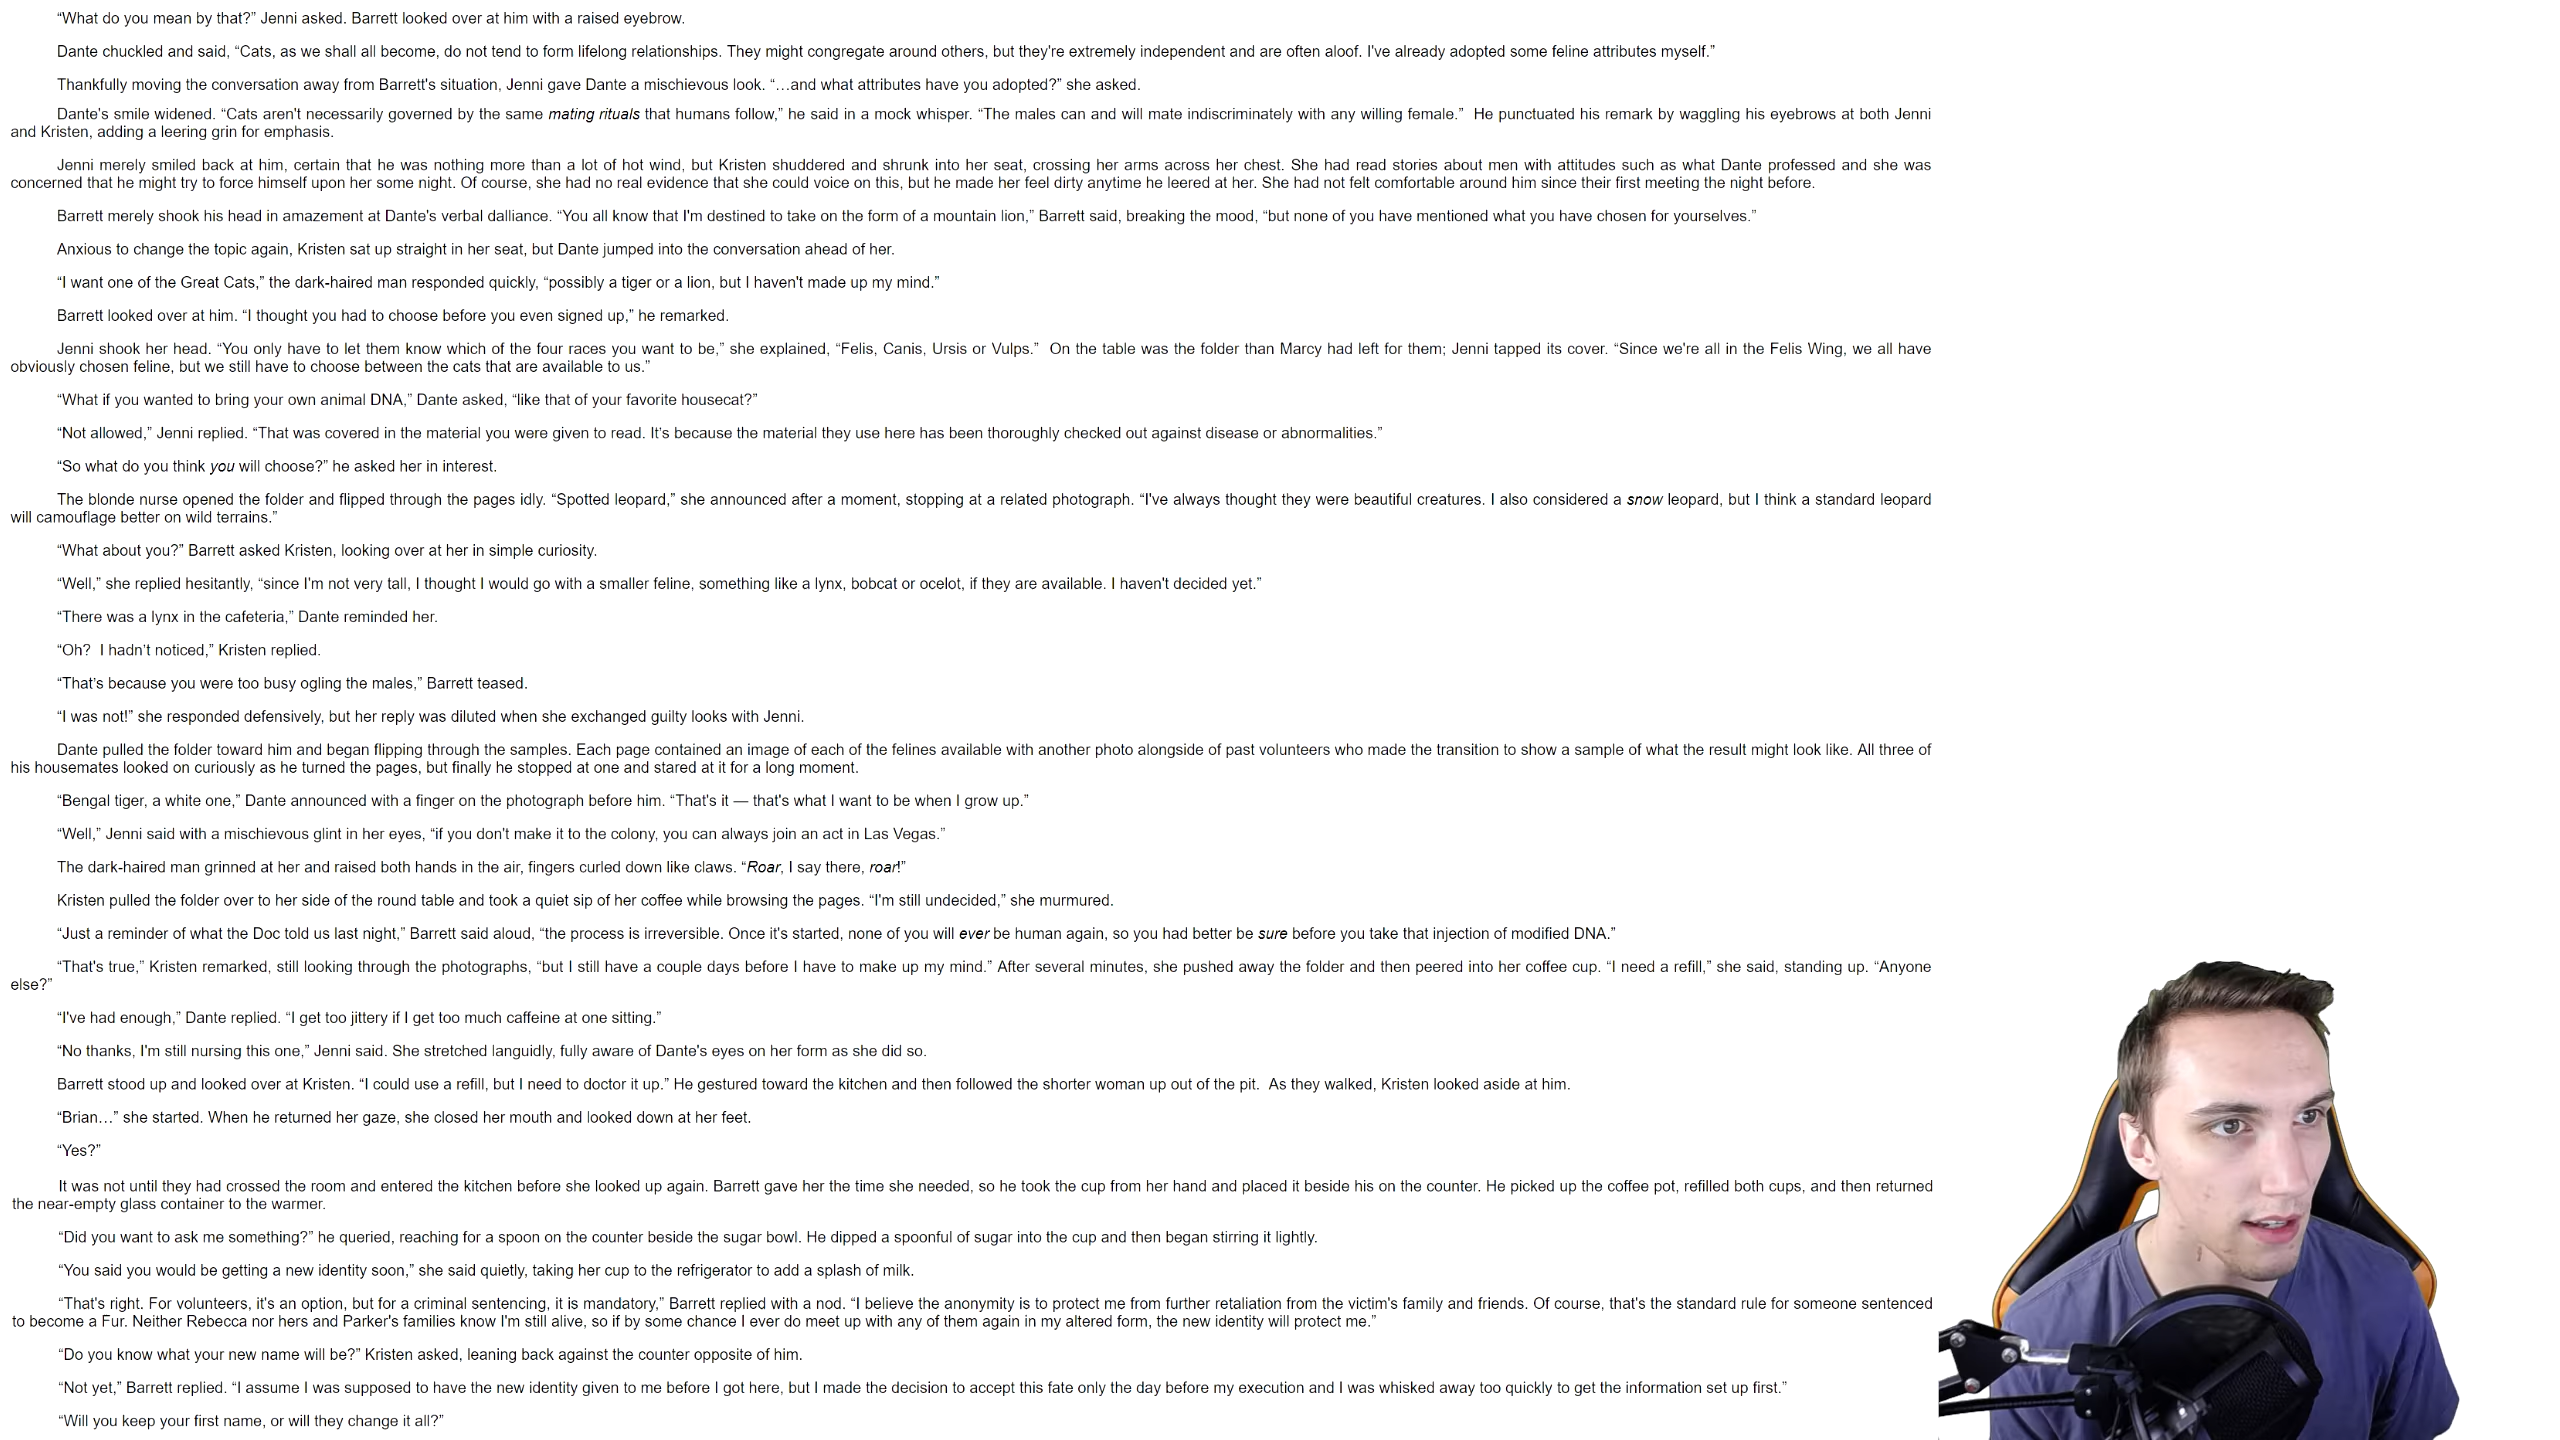 “What do you mean by that?” Jenni asked. Barrett looked over at him with a raised eyebrow.
Dante chuckled and said, “Cats, as we shall all become, do not tend to form lifelong relationships. They might congregate around others, but they're extremely independent and are often aloof. I've already adopted some feline attributes myself.”
Thankfully moving the conversation away from Barrett's situation, Jenni gave Dante a mischievous look. “…and what attributes have you adopted?” she asked.
Dante's smile widened. “Cats aren't necessarily governed by the same mating rituals that humans follow,” he said in a mock whisper. “The males can and will mate indiscriminately with any willing female.”  He punctuated his remark by waggling his eyebrows at both Jenni
and Kristen, adding a leering grin for emphasis.
Jenni merely smiled back at him, certain that he was nothing more than a lot of hot wind, but Kristen shuddered and shrunk into her seat, crossing her arms across her chest. She had read stories about men with attitudes such as what Dante professed and she was
concerned that he might try to force himself upon her some night. Of course, she had no real evidence that she could voice on this, but he made her feel dirty anytime he leered at her. She had not felt comfortable around him since their first meeting the night before.
Barrett merely shook his head in amazement at Dante's verbal dalliance. “You all know that I'm destined to take on the form of a mountain lion,” Barrett said, breaking the mood, “but none of you have mentioned what you have chosen for yourselves.”
Anxious to change the topic again, Kristen sat up straight in her seat, but Dante jumped into the conversation ahead of her.
“I want one of the Great Cats,” the dark-haired man responded quickly, “possibly a tiger or a lion, but I haven't made up my mind.”
Barrett looked over at him. “I thought you had to choose before you even signed up,” he remarked.
Jenni shook her head. “You only have to let them know which of the four races you want to be,” she explained, “Felis, Canis, Ursis or Vulps.”  On the table was the folder than Marcy had left for them; Jenni tapped its cover. “Since we're all in the Felis Wing, we all have
obviously chosen feline, but we still have to choose between the cats that are available to us.”
“What if you wanted to bring your own animal DNA,” Dante asked, “like that of your favorite housecat?”
“Not allowed,” Jenni replied. “That was covered in the material you were given to read. It’s because the material they use here has been thoroughly checked out against disease or abnormalities.”
“So what do you think you will choose?” he asked her in interest.
The blonde nurse opened the folder and flipped through the pages idly. “Spotted leopard,” she announced after a moment, stopping at a related photograph. “I've always thought they were beautiful creatures. I also considered a snow leopard, but I think a standard leopard
will camouflage better on wild terrains.”
“What about you?” Barrett asked Kristen, looking over at her in simple curiosity.
“Well,” she replied hesitantly, “since I'm not very tall, I thought I would go with a smaller feline, something like a lynx, bobcat or ocelot, if they are available. I haven't decided yet.”
“There was a lynx in the cafeteria,” Dante reminded her.
“Oh?  I hadn’t noticed,” Kristen replied.
“That’s because you were too busy ogling the males,” Barrett teased.
“I was not!” she responded defensively, but her reply was diluted when she exchanged guilty looks with Jenni.
Dante pulled the folder toward him and began flipping through the samples. Each page contained an image of each of the felines available with another photo alongside of past volunteers who made the transition to show a sample of what the result might look like. All three of
his housemates looked on curiously as he turned the pages, but finally he stopped at one and stared at it for a long moment.
“Bengal tiger, a white one,” Dante announced with a finger on the photograph before him. “That's it — that's what I want to be when I grow up.”
“Well,” Jenni said with a mischievous glint in her eyes, “if you don't make it to the colony, you can always join an act in Las Vegas.”
The dark-haired man grinned at her and raised both hands in the air, fingers curled down like claws. “Roar, I say there, roar!”
Kristen pulled the folder over to her side of the round table and took a quiet sip of her coffee while browsing the pages. “I'm still undecided,” she murmured.
“Just a reminder of what the Doc told us last night,” Barrett said aloud, “the process is irreversible. Once it's started, none of you will ever be human again, so you had better be sure before you take that injection of modified DNA.”
“That's true,” Kristen remarked, still looking through the photographs, “but I still have a couple days before I have to make up my mind.” After several minutes, she pushed away the folder and then peered into her coffee cup. “I need a refill,” she said, standing up. “Anyone
else?”
“I've had enough,” Dante replied. “I get too jittery if I get too much caffeine at one sitting.”
“No thanks, I'm still nursing this one,” Jenni said. She stretched languidly, fully aware of Dante's eyes on her form as she did so.
Barrett stood up and looked over at Kristen. “I could use a refill, but I need to doctor it up.” He gestured toward the kitchen and then followed the shorter woman up out of the pit.  As they walked, Kristen looked aside at him.
“Brian…” she started. When he returned her gaze, she closed her mouth and looked down at her feet.
“Yes?”
It was not until they had crossed the room and entered the kitchen before she looked up again. Barrett gave her the time she needed, so he took the cup from her hand and placed it beside his on the counter. He picked up the coffee pot, refilled both cups, and then returned
the near-empty glass container to the warmer.
“Did you want to ask me something?” he queried, reaching for a spoon on the counter beside the sugar bowl. He dipped a spoonful of sugar into the cup and then began stirring it lightly.
“You said you would be getting a new identity soon,” she said quietly, taking her cup to the refrigerator to add a splash of milk.
“That's right. For volunteers, it's an option, but for a criminal sentencing, it is mandatory,” Barrett replied with a nod. “I believe the anonymity is to protect me from further retaliation from the victim's family and friends. Of course, that's the standard rule for someone sentenced
to become a Fur. Neither Rebecca nor hers and Parker's families know I'm still alive, so if by some chance I ever do meet up with any of them again in my altered form, the new identity will protect me.”
“Do you know what your new name will be?” Kristen asked, leaning back against the counter opposite of him.
“Not yet,” Barrett replied. “I assume I was supposed to have the new identity given to me before I got here, but I made the decision to accept this fate only the day before my execution and I was whisked away too quickly to get the information set up first.”
“Will you keep your first name, or will they change it all?”